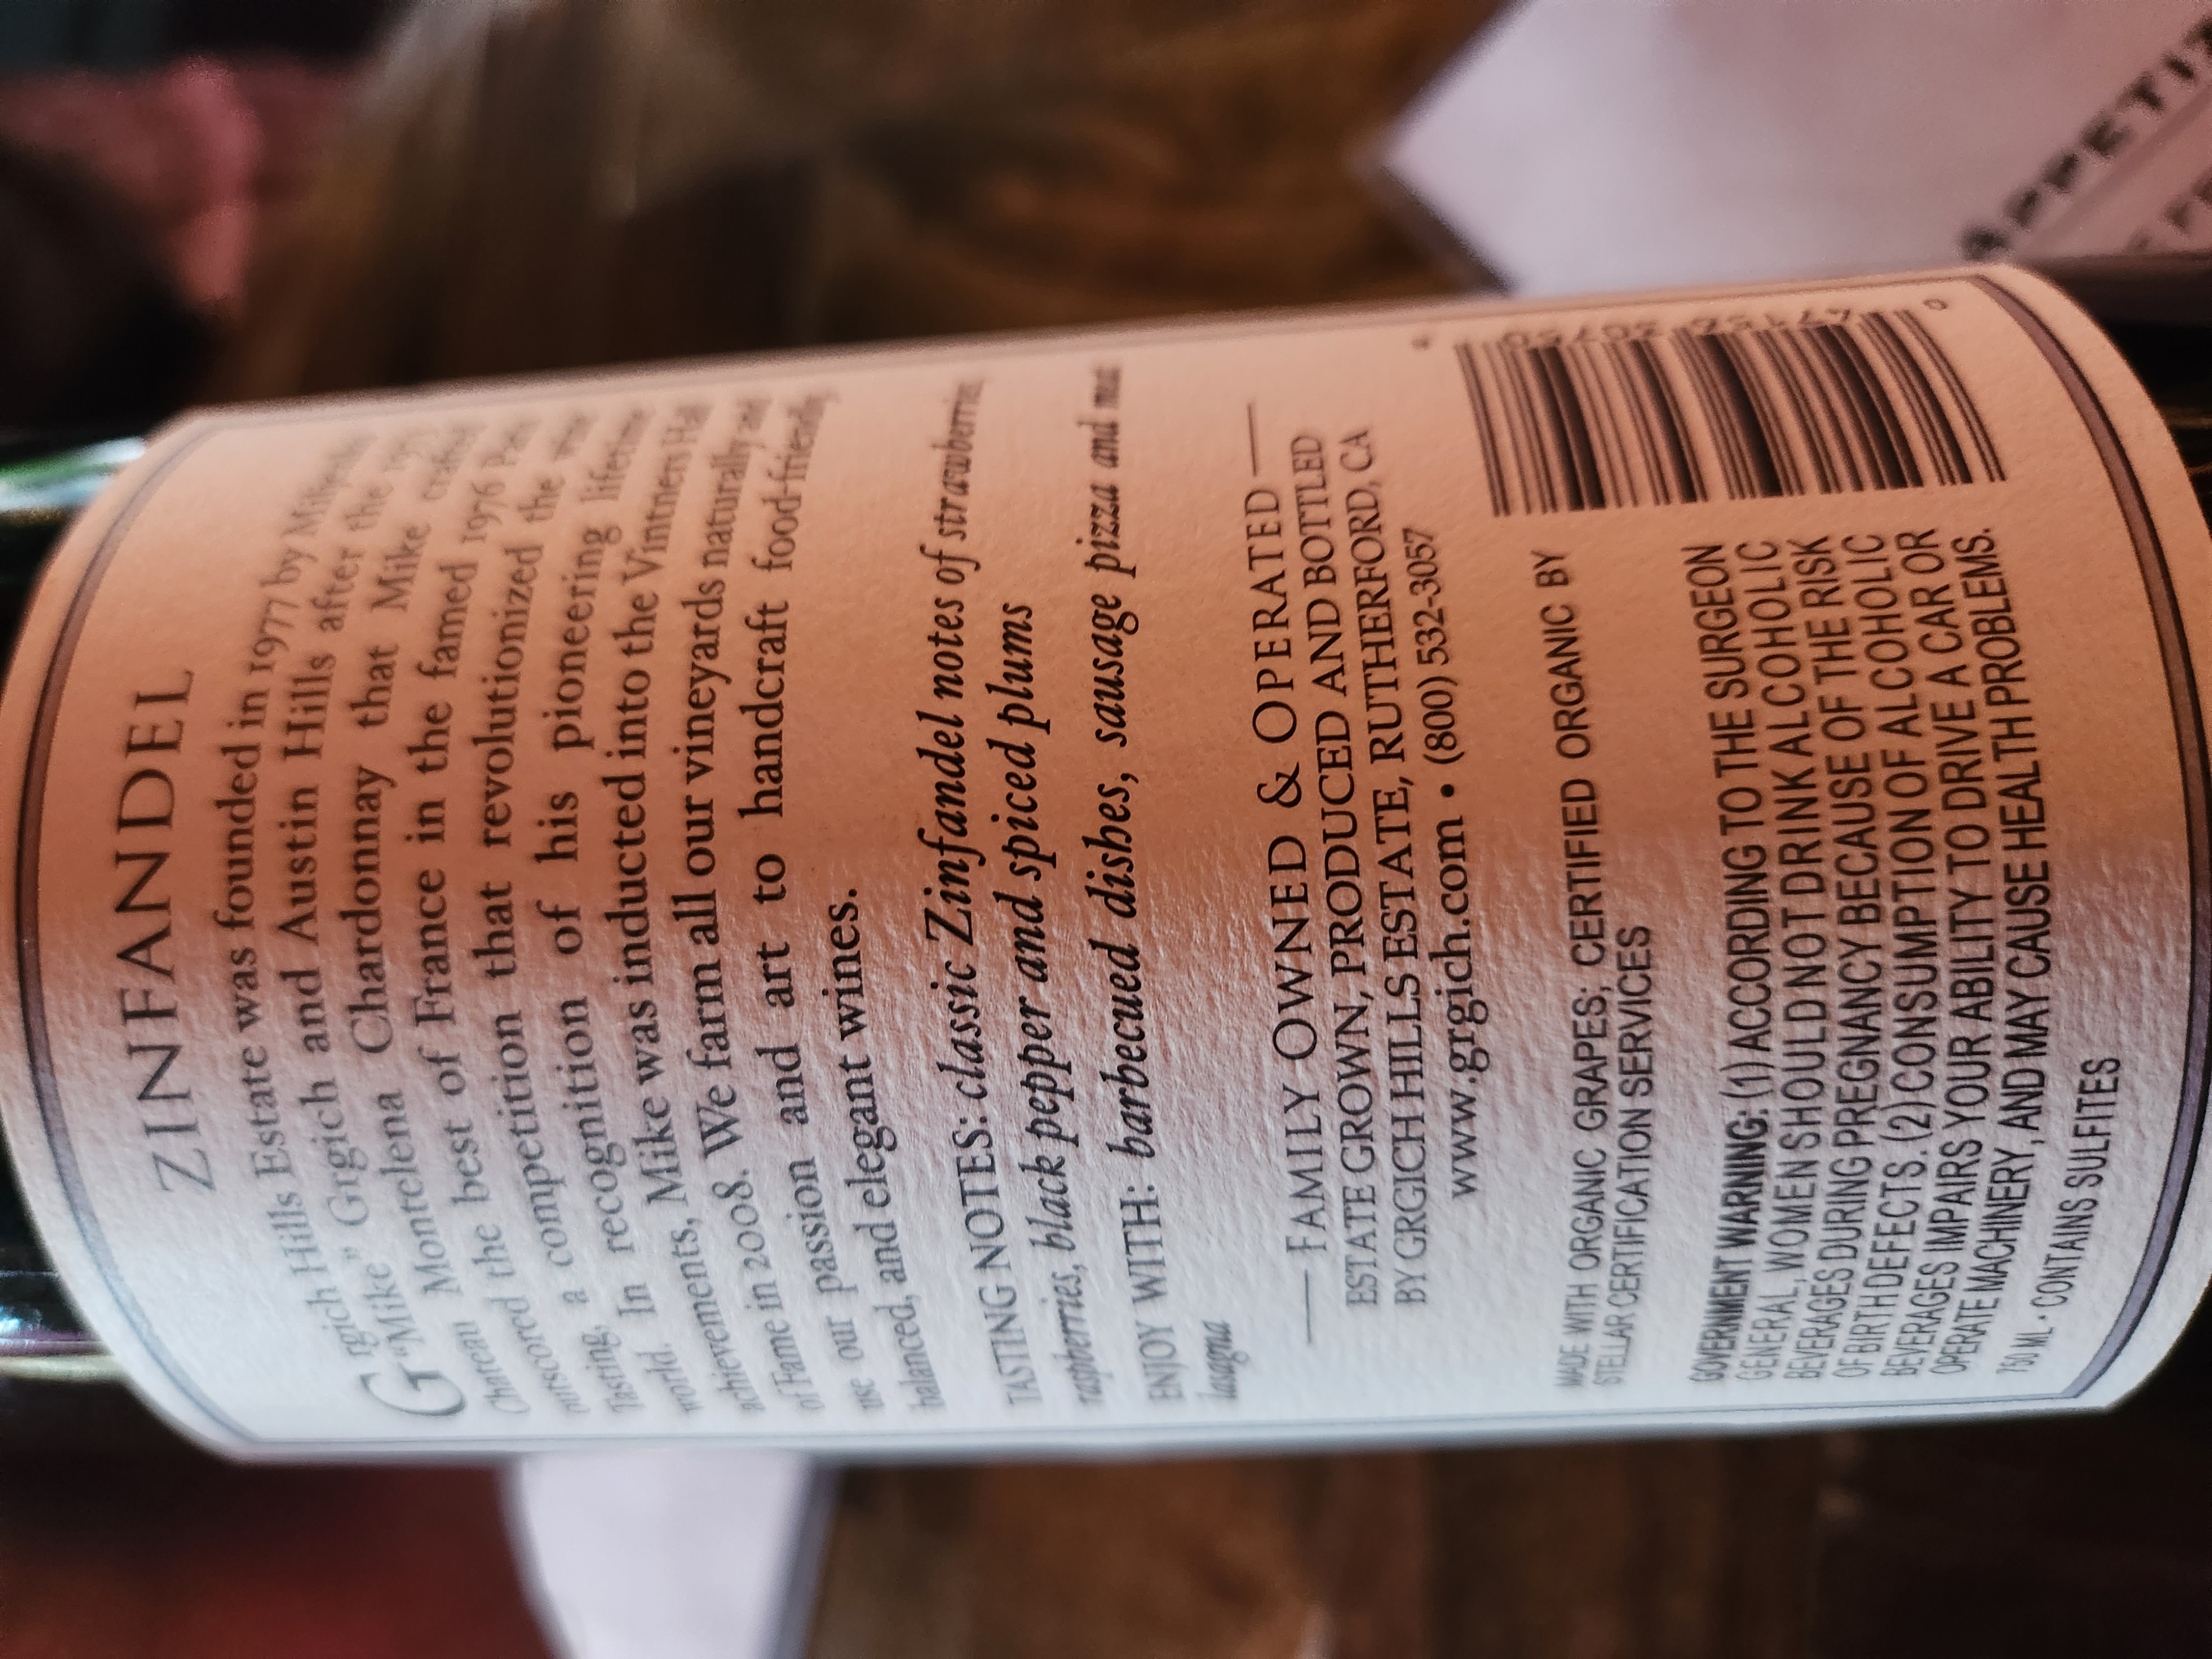 ZINFANDEL
Grgich Hills Estate was founded in 1977 by
"Mike" Grgich and Austin Hills after the
Montrelena Chardonnay that Mike crafted
Chateau the best of France in the famed 1976 Paris
outscored the competition that revolutionized the wine
Tasting, a recognition of his pioneering lifetime
world. In
achievements, Mike was inducted into the Vintners Hall
of Fame in 2008. We farm all our vineyards naturally and
use our passion and art to handcraft food-friendly,
balanced, and elegant wines.
TASTING NOTES: classic Zinfandel notes of strawberries,
raspberries, black pepper and spiced plums
ENJOY WITH: barbecued dishes, sausage pizza and meat
lasagna
FAMILY OWNED & OPERATED
ESTATE GROWN, PRODUCED AND BOTTLED
BY GRGICH HILLS ESTATE, RUTHERFORD, CA
www.grgich.com • (800) 532-3057
MADE WITH ORGANIC GRAPES; CERTIFIED ORGANIC BY
STELLAR CERTIFICATION SERVICES
GOVERNMENT WARNING: (1) ACCORDING TO THE SURGEON
GENERAL, WOMEN SHOULD NOT DRINK ALCOHOLIC
BEVERAGES DURING PREGNANCY BECAUSE OF THE RISK
OF BIRTH DEFECTS. (2) CONSUMPTION OF ALCOHOLIC
BEVERAGES IMPAIRS YOUR ABILITY TO DRIVE A CAR OR
OPERATE MACHINERY, AND MAY CAUSE HEALTH PROBLEMS.
750 ML • CONTAINS SULFITES